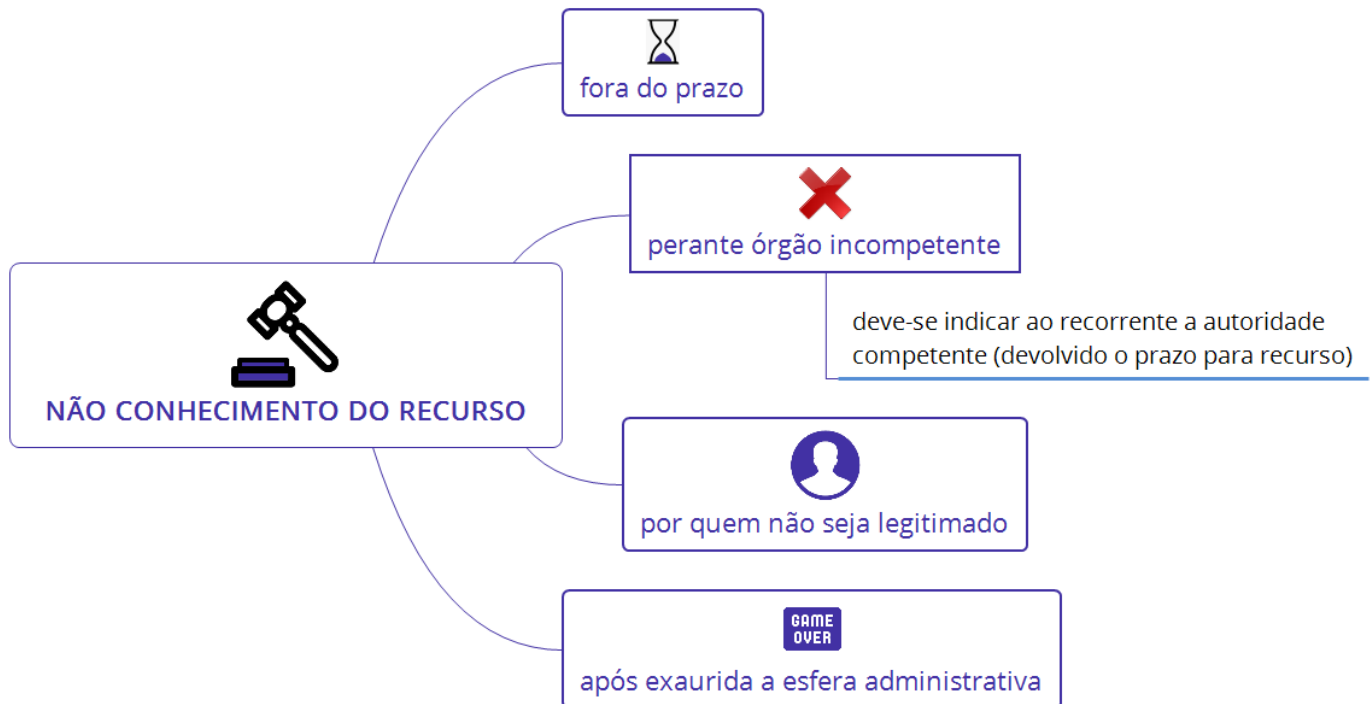 fora do prazo
perante órgão incompetente
deve-se indicar ao recorrente a autoridade
competente (devolvido o prazo para recurso)
NÃO CONHECIMENTO DO RECURSO
por quem não seja legitimado
GAME
OVER
após exaurida a esfera administrativa